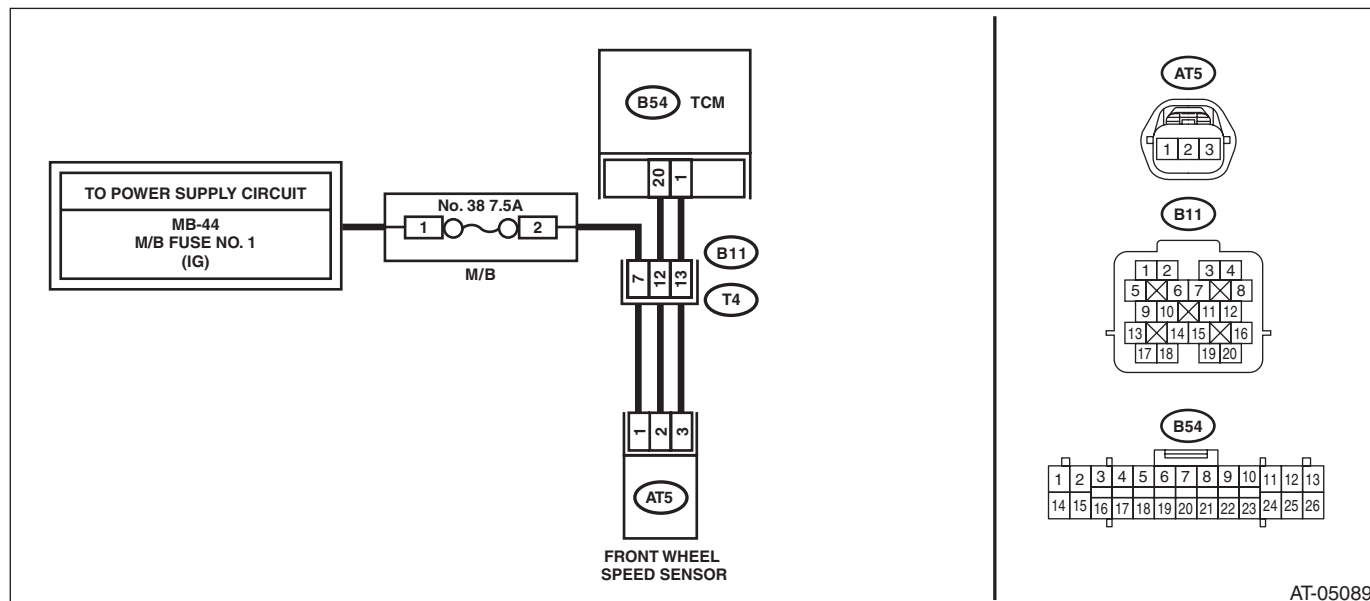 B54 TCM
20 1
TO POWER SUPPLY CIRCUIT
MB-44
M/B FUSE NO. 1
(IG)
No. 38 7.5A
1 2
M/B
7 12 13
B11
T4
1 2 3
AT5
FRONT WHEEL
SPEED SENSOR
AT5
1 2 3
B11
1 2 3 4
5 6 7 8
9 10 11 12
13 14 15 16
17 18 19 20
B54
1 2 3 4 5 6 7 8 9 10 11 12 13
14 15 16 17 18 19 20 21 22 23 24 25 26
AT-05089